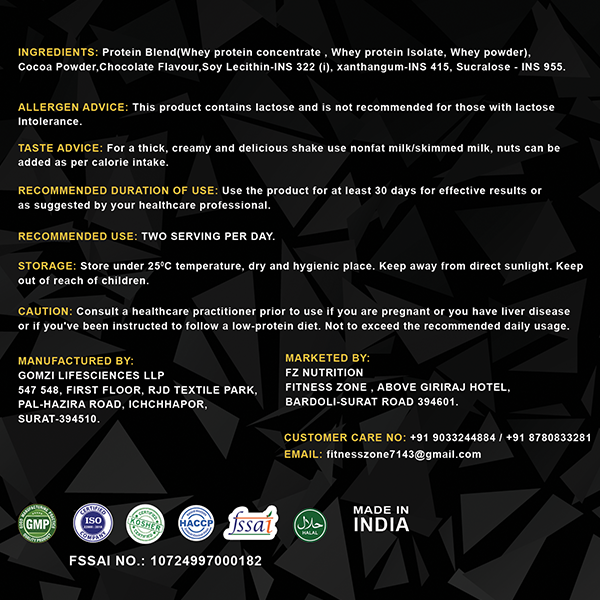 INGREDIENTS: Protein Blend(Whey protein concentrate , Whey protein Isolate, Whey powder),
Cocoa Powder,Chocolate Flavour,Soy Lecithin-INS 322 (i), xanthangum-INS 415, Sucralose - INS 955.
ALLERGEN ADVICE: This product contains lactose and is not recommended for those with lactose
Intolerance.
TASTE ADVICE: For a thick, creamy and delicious shake use nonfat milk/skimmed milk, nuts can be
added as per calorie intake.
RECOMMENDED DURATION OF USE: Use the product for at least 30 days for effective results or
as suggested by your healthcare professional.
RECOMMENDED USE: TWO SERVING PER DAY.
STORAGE: Store under 25⁰C temperature, dry and hygienic place. Keep away from direct sunlight. Keep
out of reach of children.
CAUTION: Consult a healthcare practitioner prior to use if you are pregnant or you have liver disease
or if you've been instructed to follow a low-protein diet. Not to exceed the recommended daily usage.
MANUFACTURED BY:
GOMZI LIFESCIENCES LLP
547 548, FIRST FLOOR, RJD TEXTILE PARK,
PAL-HAZIRA ROAD, ICHCHHAPOR,
SURAT-394510.
MARKETED BY:
FZ NUTRITION
FITNESS ZONE , ABOVE GIRIRAJ HOTEL,
BARDOLI-SURAT ROAD 394601.
CUSTOMER CARE NO: +91 9033244884 / +91 8780833281
EMAIL: fitnesszone7143@gmail.com
GMP
CERTIFIED
ISO
COMPANY
CERTIFIED
KOSHER
HACCP
fssai
حلال
HALAL
MADE IN
INDIA
FSSAI NO.: 10724997000182